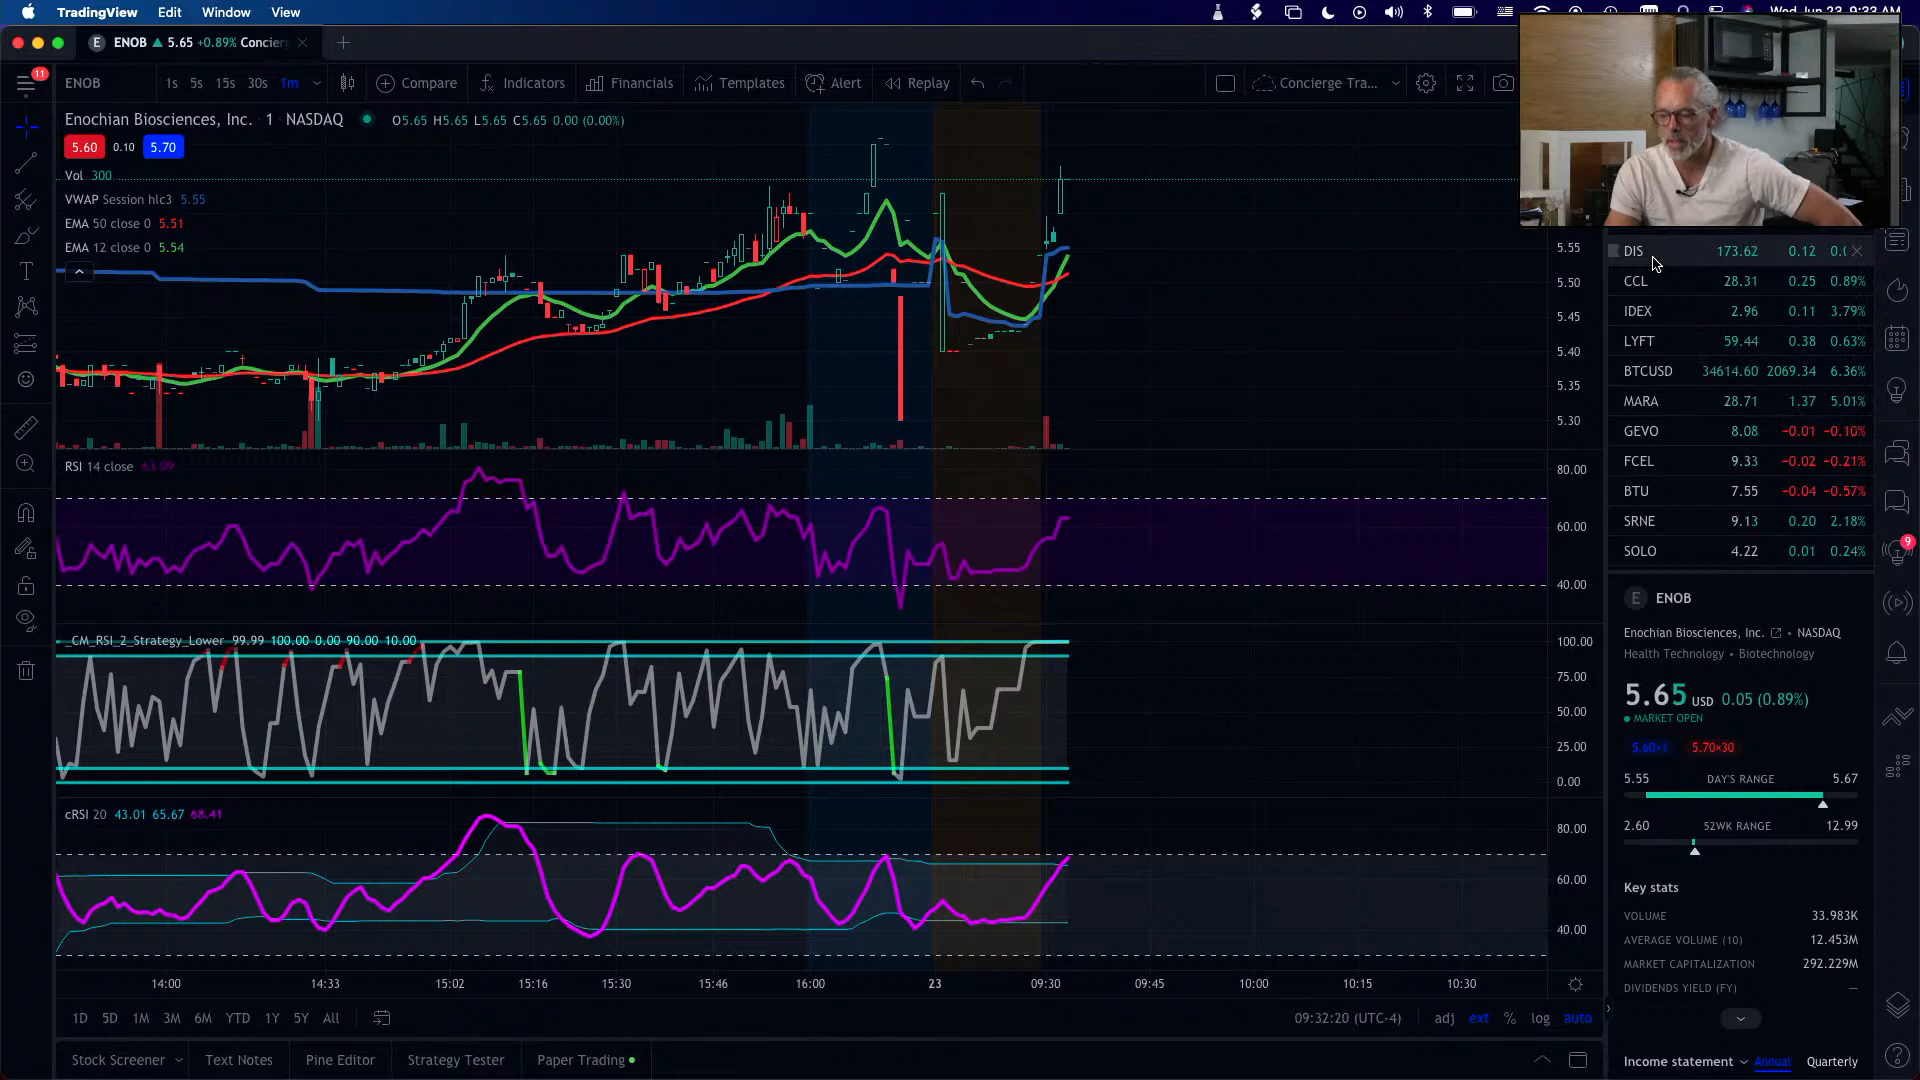 TradingView Edit Window View
Wed Jun 23 9:33 AM
E ENOB ▲ 5.65 +0.89% Concierg
11
ENOB 1s 5s 15s 30s 1m Compare Indicators Financials Templates Alert Replay Concierge Tra...
Enochian Biosciences, Inc. · 1 · NASDAQ O5.65 H5.65 L5.65 C5.65 0.00 (0.00%)
5.60 0.10 5.70
Vol 300
VWAP Session hlc3 5.55
EMA 50 close 0 5.51
EMA 12 close 0 5.54
5.55
5.50
5.45
5.40
5.35
5.30
RSI 14 close
80.00
60.00
40.00
_CM_RSI_2_Strategy_Lower 99.99 100.00 0.00 90.00 10.00
100.00
75.00
50.00
25.00
0.00
cRSI 20 43.01 65.67 68.41
80.00
60.00
40.00
14:00 14:33 15:02 15:16 15:30 15:46 16:00 23 09:30 09:45 10:00 10:15 10:30
1D 5D 1M 3M 6M YTD 1Y 5Y All 09:32:20 (UTC-4) adj ext % log auto
Stock Screener Text Notes Pine Editor Strategy Tester Paper Trading
DIS 173.62 0.12
CCL 28.31 0.25 0.89%
IDEX 2.96 0.11 3.79%
LYFT 59.44 0.38 0.63%
BTCUSD 34614.60 2069.34 6.36%
MARA 28.71 1.37 5.01%
GEVO 8.08 −0.01 −0.10%
FCEL 9.33 −0.02 −0.21%
BTU 7.55 −0.04 −0.57%
SRNE 9.13 0.20 2.18%
SOLO 4.22 0.01 0.24%
9
E ENOB
Enochian Biosciences, Inc. • NASDAQ
Health Technology • Biotechnology
5.65 USD 0.05 (0.89%)
MARKET OPEN
5.60×1 5.70×30
5.55 DAY'S RANGE 5.67
2.60 52WK RANGE 12.99
Key stats
VOLUME 33.983K
AVERAGE VOLUME (10) 12.453M
MARKET CAPITALIZATION 292.229M
DIVIDENDS YIELD (FY) —
Income statement Annual Quarterly